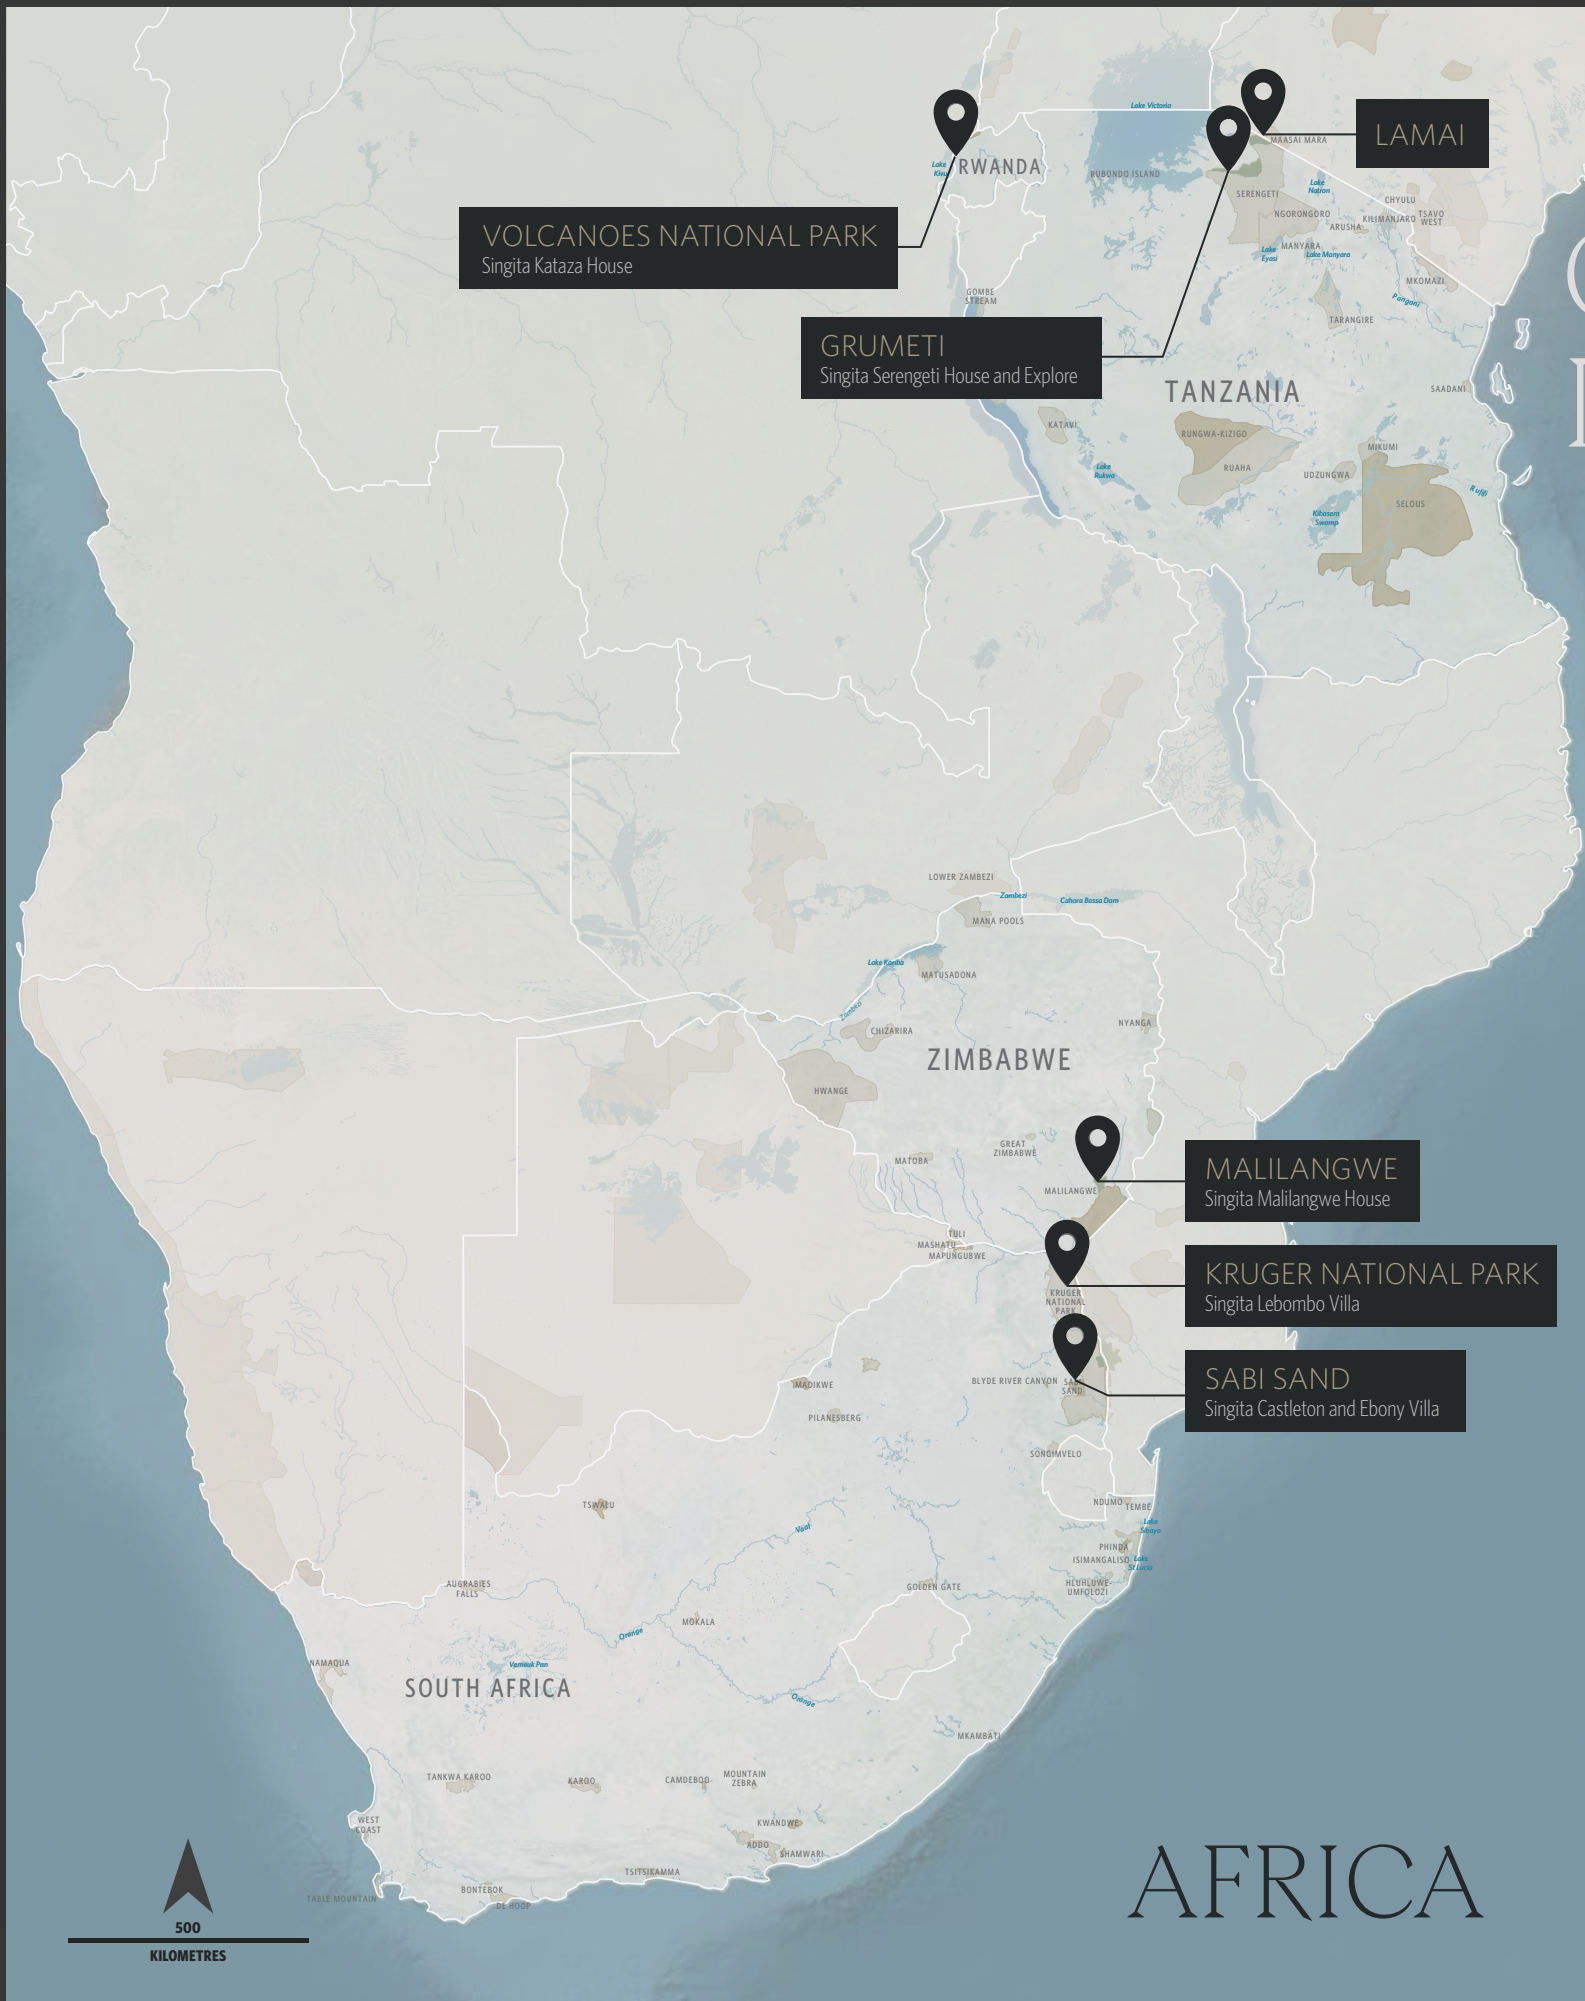 Lake Victoria
LAMAI
MAASAI MARA
Lake
Kivu
RWANDA
RUBONDO ISLAND
SERENGETI
Lake
Natron
CHYULU
NGORONGORO
KILIMANJARO
TSAVO
WEST
ARUSHA
VOLCANOES NATIONAL PARK
Singita Kataza House
Lake
Eyasi
MANYARA
Lake Manyara
MKOMAZI
Pangani
GOMBE
STREAM
TARANGIRE
GRUMETI
Singita Serengeti House and Explore
TANZANIA
SAADANI
KATAVI
RUNGWA-KIZIGO
MIKUMI
Lake
Rukwa
RUAHA
UDZUNGWA
Rufiji
SELOUS
Kibasera
Swamp
LOWER ZAMBEZI
Zambezi
Cahora Bassa Dam
MANA POOLS
Lake Kariba
MATUSADONA
Zambezi
CHIZARIRA
NYANGA
ZIMBABWE
HWANGE
GREAT
ZIMBABWE
MATOBA
MALILANGWE
Singita Malilangwe House
MALILANGWE
TULI
MASHATU
MAPUNGUBWE
KRUGER NATIONAL PARK
Singita Lebombo Villa
KRUGER
NATIONAL
PARK
SABI SAND
Singita Castleton and Ebony Villa
BLYDE RIVER CANYON
SABI
SAND
MADIKWE
PILANESBERG
SONGIMVELO
TSWALU
NDUMO
TEMBE
Vaal
Lake
Sibaya
PHINDA
ISIMANGALISO
Lake
St Lucia
AUGRABIES
FALLS
GOLDEN GATE
HLUHLUWE-
UMFOLOZI
MOKALA
Orange
NAMAQUA
Verneuk Pan
SOUTH AFRICA
Orange
MKAMBATI
TANKWA KAROO
KAROO
CAMDEBOO
MOUNTAIN
ZEBRA
WEST
COAST
KWANDWE
ADDO
SHAMWARI
TSITSIKAMMA
BONTEBOK
TABLE MOUNTAIN
DE HOOP
AFRICA
500
KILOMETRES